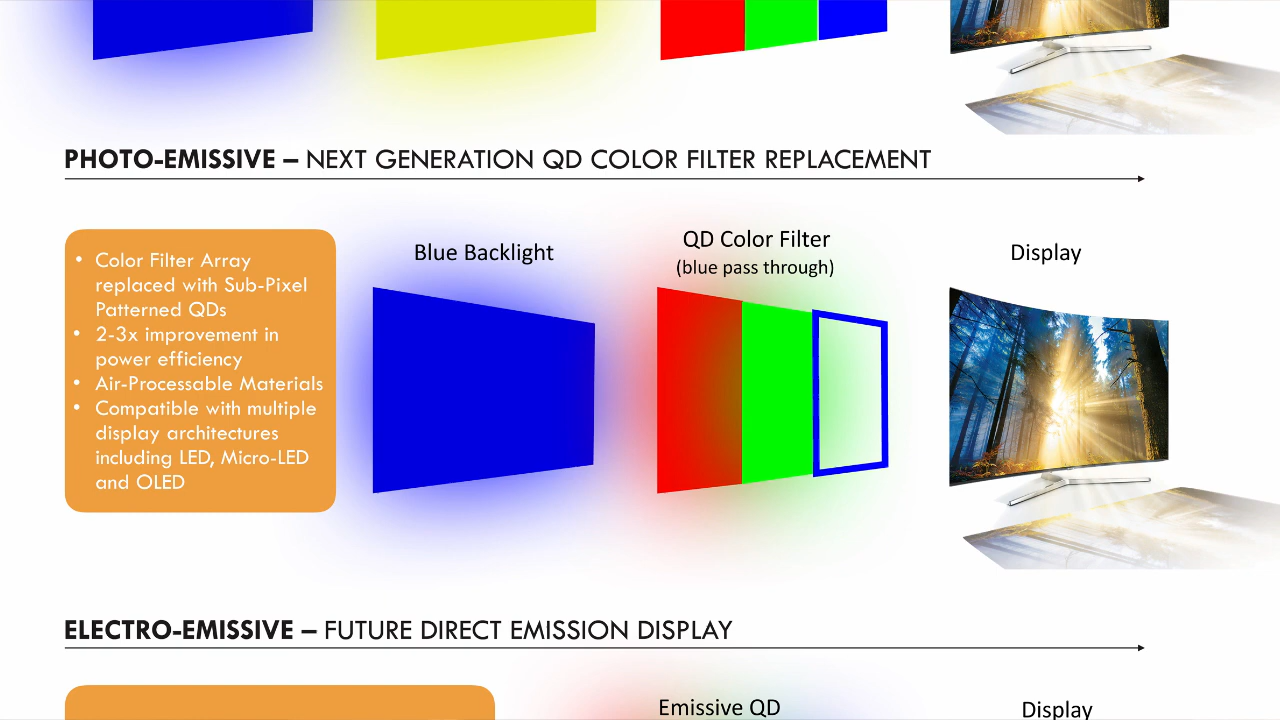 PHOTO-EMISSIVE – NEXT GENERATION QD COLOR FILTER REPLACEMENT
• Color Filter Array
replaced with Sub-Pixel
Patterned QDs
• 2-3x improvement in
power efficiency
• Air-Processable Materials
• Compatible with multiple
display architectures
including LED, Micro-LED
and OLED
Blue Backlight
QD Color Filter
(blue pass through)
Display
ELECTRO-EMISSIVE – FUTURE DIRECT EMISSION DISPLAY
Emissive QD
Display